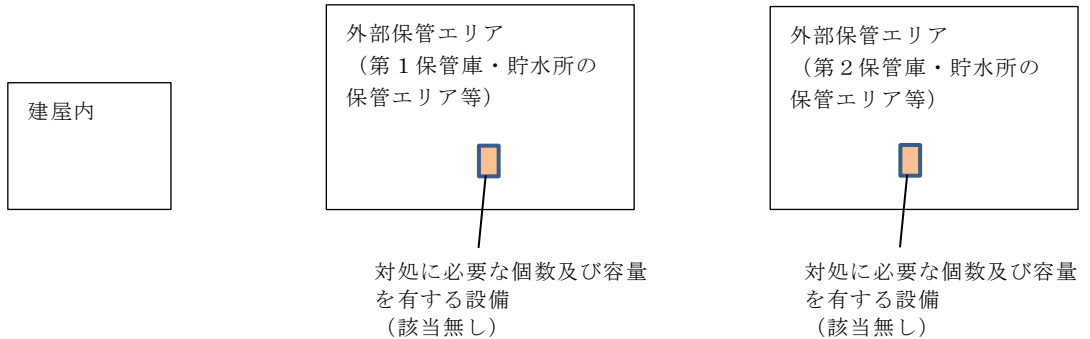 建屋内
外部保管エリア
（第１保管庫・貯水所の
保管エリア等）
対処に必要な個数及び容量
を有する設備
（該当無し）
外部保管エリア
（第２保管庫・貯水所の
保管エリア等）
対処に必要な個数及び容量
を有する設備
（該当無し）